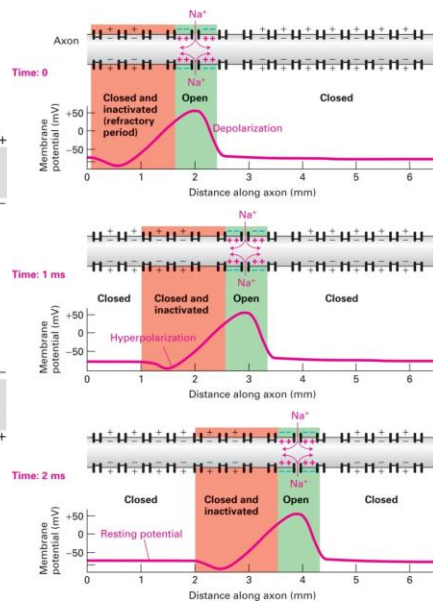 Na⁺
Axon
Time: 0
Na⁺
Closed and
inactivated
(refractory
period)
Open
Closed
Depolarization
Membrane
potential (mV)
+50
0
−50
0 1 2 3 4 5 6
Distance along axon (mm)
Na⁺
Time: 1 ms
Na⁺
Closed
Closed and
inactivated
Open
Closed
Hyperpolarization
Membrane
potential (mV)
+50
0
−50
0 1 2 3 4 5 6
Distance along axon (mm)
Na⁺
Time: 2 ms
Na⁺
Closed
Closed and
inactivated
Open
Closed
Resting potential
Membrane
potential (mV)
+50
0
−50
0 1 2 3 4 5 6
Distance along axon (mm)